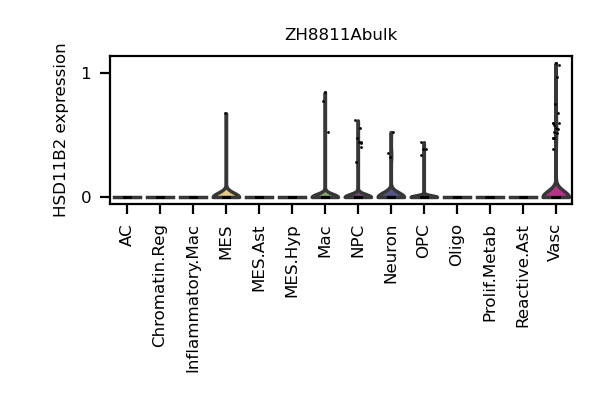 ZH8811Abulk
HSD11B2 expression
1
0
AC
Chromatin.Reg
Inflammatory.Mac
MES
MES.Ast
MES.Hyp
Mac
NPC
Neuron
OPC
Oligo
Prolif.Metab
Reactive.Ast
Vasc